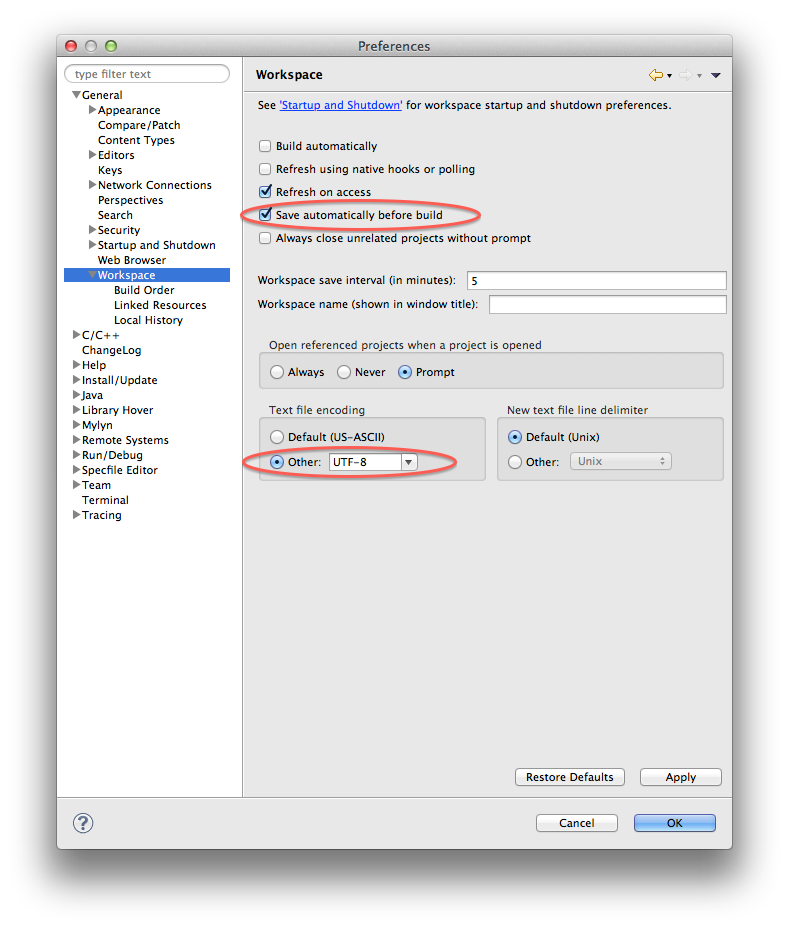 Preferences
type filter text
General
Appearance
Compare/Patch
Content Types
Editors
Keys
Network Connections
Perspectives
Search
Security
Startup and Shutdown
Web Browser
Workspace
Build Order
Linked Resources
Local History
C/C++
ChangeLog
Help
Install/Update
Java
Library Hover
Mylyn
Remote Systems
Run/Debug
Specfile Editor
Team
Terminal
Tracing
Workspace
See 'Startup and Shutdown' for workspace startup and shutdown preferences.
Build automatically
Refresh using native hooks or polling
Refresh on access
Save automatically before build
Always close unrelated projects without prompt
Workspace save interval (in minutes): 5
Workspace name (shown in window title):
Open referenced projects when a project is opened
Always Never Prompt
Text file encoding
Default (US-ASCII)
Other: UTF-8
New text file line delimiter
Default (Unix)
Other: Unix
Restore Defaults Apply
? Cancel OK